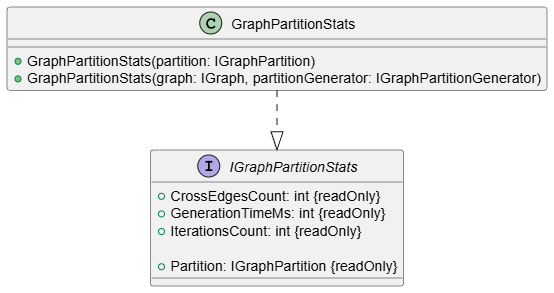 C GraphPartitionStats
GraphPartitionStats(partition: IGraphPartition)
GraphPartitionStats(graph: IGraph, partitionGenerator: IGraphPartitionGenerator)
I IGraphPartitionStats
CrossEdgesCount: int {readOnly}
GenerationTimeMs: int {readOnly}
IterationsCount: int {readOnly}
Partition: IGraphPartition {readOnly}